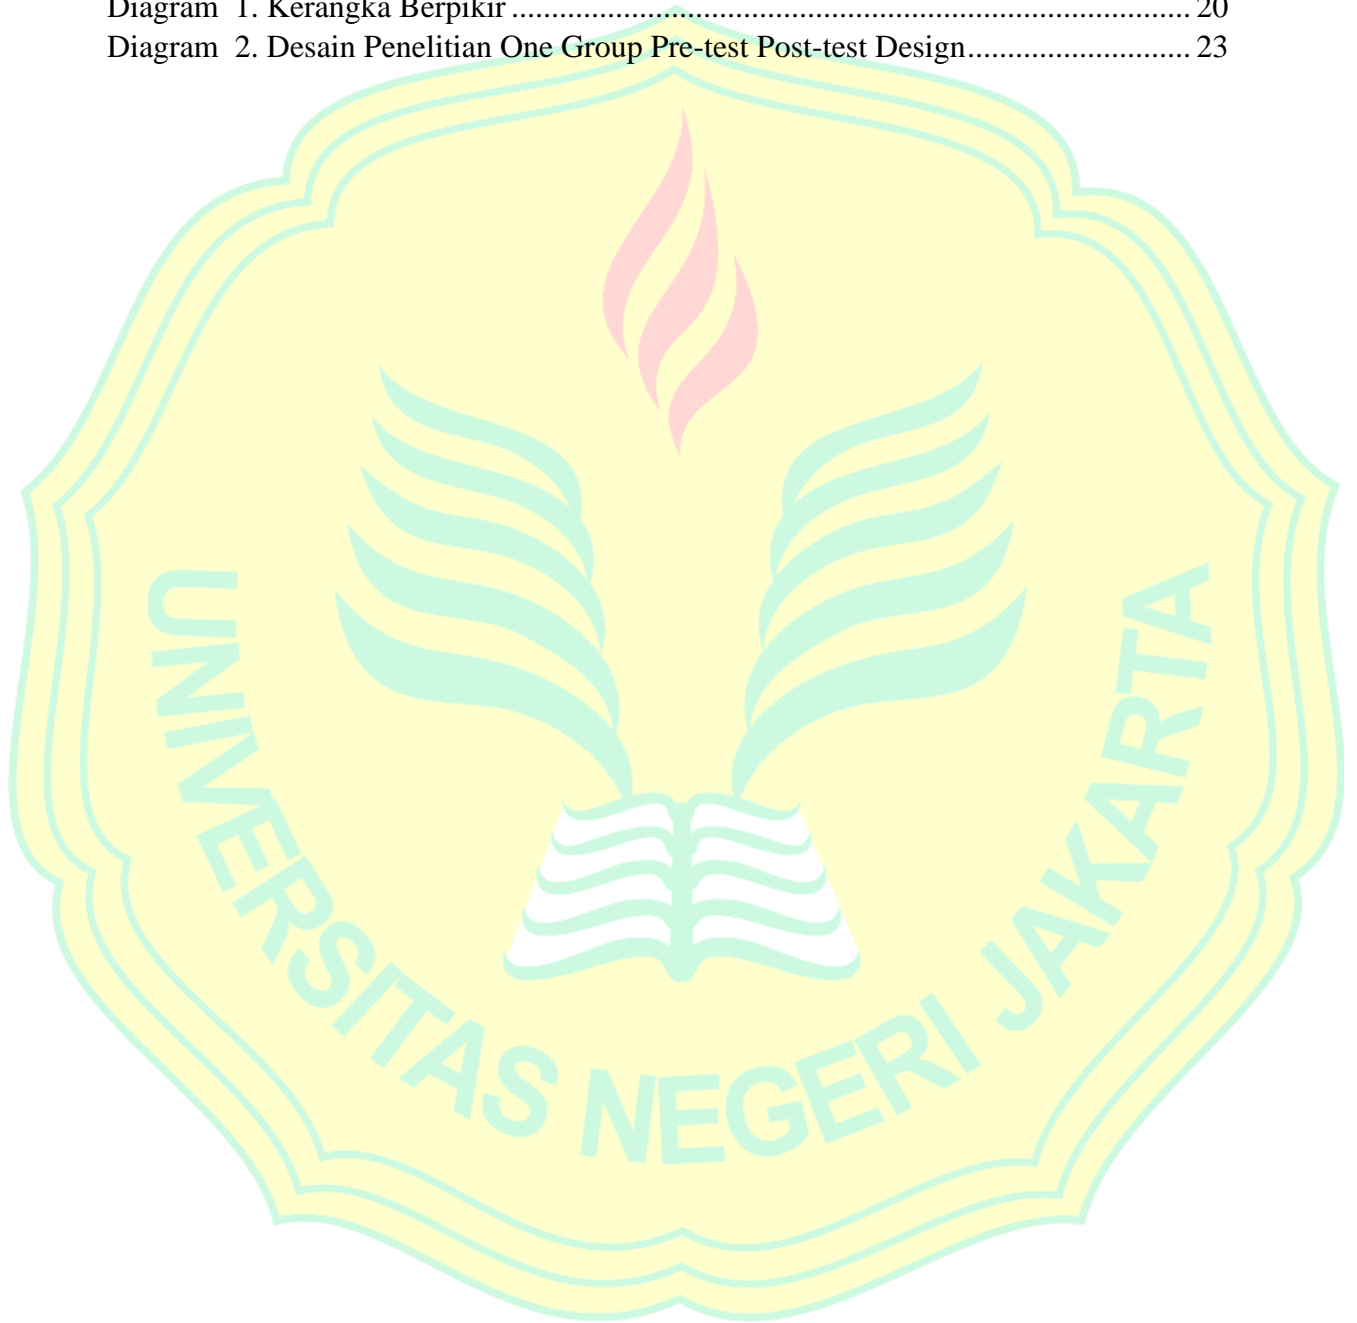 Diagram  1. Kerangka Berpikir ..................................................................................... 20
Diagram  2. Desain Penelitian One Group Pre-test Post-test Design............................ 23
UNIVERSITAS NEGERI JAKARTA